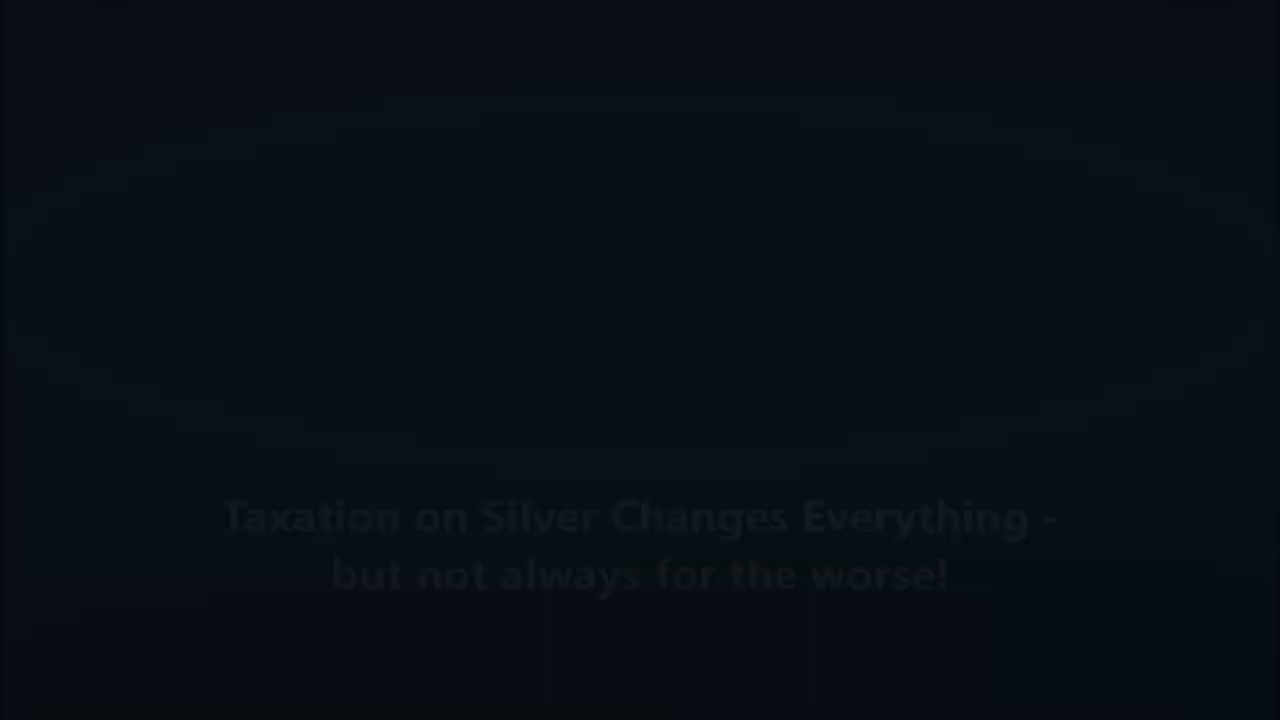 Taxation on Silver Changes Everything -
but not always for the worse!